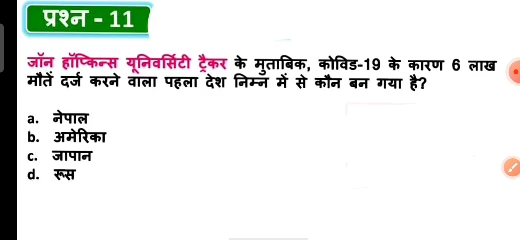 प्रश्न - 11
जॉन हॉप्किन्स यूनिवर्सिटी ट्रैकर के मुताबिक, कोविड-19 के कारण 6 लाख
मौतें दर्ज करने वाला पहला देश निम्न में से कौन बन गया है?
a. नेपाल
b. अमेरिका
c. जापान
d. रूस